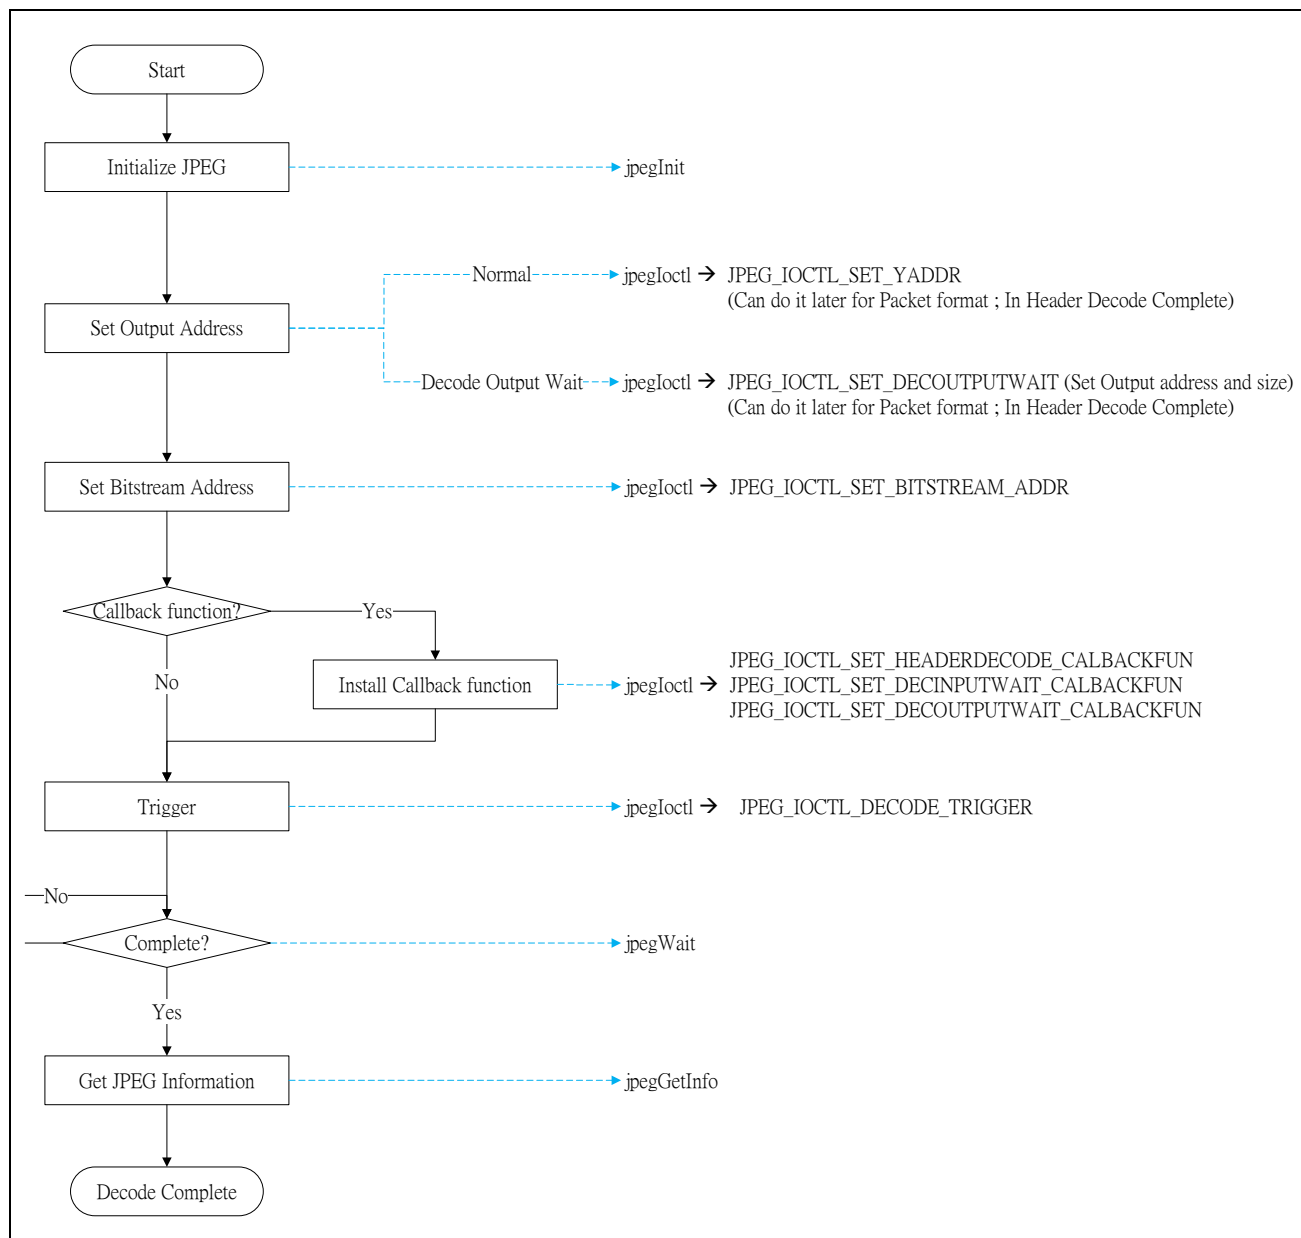 Start
Initialize JPEG
jpegInit
Normal
jpegIoctl → JPEG_IOCTL_SET_YADDR
(Can do it later for Packet format ; In Header Decode Complete)
Set Output Address
Decode Output Wait
jpegIoctl → JPEG_IOCTL_SET_DECOUTPUTWAIT (Set Output address and size)
(Can do it later for Packet format ; In Header Decode Complete)
Set Bitstream Address
jpegIoctl → JPEG_IOCTL_SET_BITSTREAM_ADDR
Callback function?
Yes
No
Install Callback function
JPEG_IOCTL_SET_HEADERDECODE_CALBACKFUN
jpegIoctl → JPEG_IOCTL_SET_DECINPUTWAIT_CALBACKFUN
JPEG_IOCTL_SET_DECOUTPUTWAIT_CALBACKFUN
Trigger
jpegIoctl → JPEG_IOCTL_DECODE_TRIGGER
No
Complete?
jpegWait
Yes
Get JPEG Information
jpegGetInfo
Decode Complete